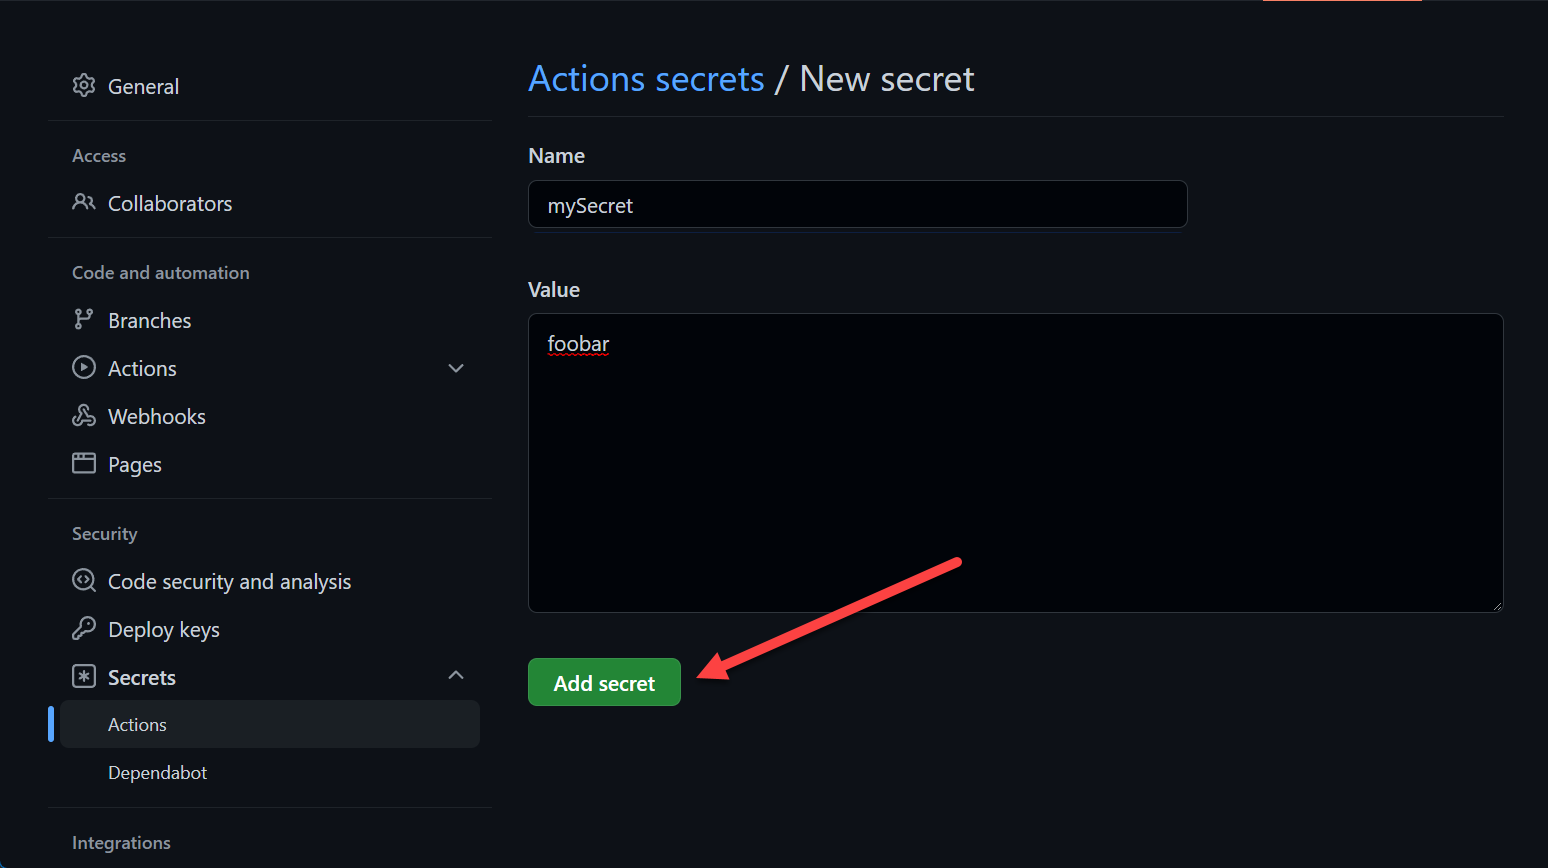 General
Access
Collaborators
Code and automation
Branches
Actions
Webhooks
Pages
Security
Code security and analysis
Deploy keys
Secrets
Actions
Dependabot
Integrations
Actions secrets / New secret
Name
mySecret
Value
foobar
Add secret